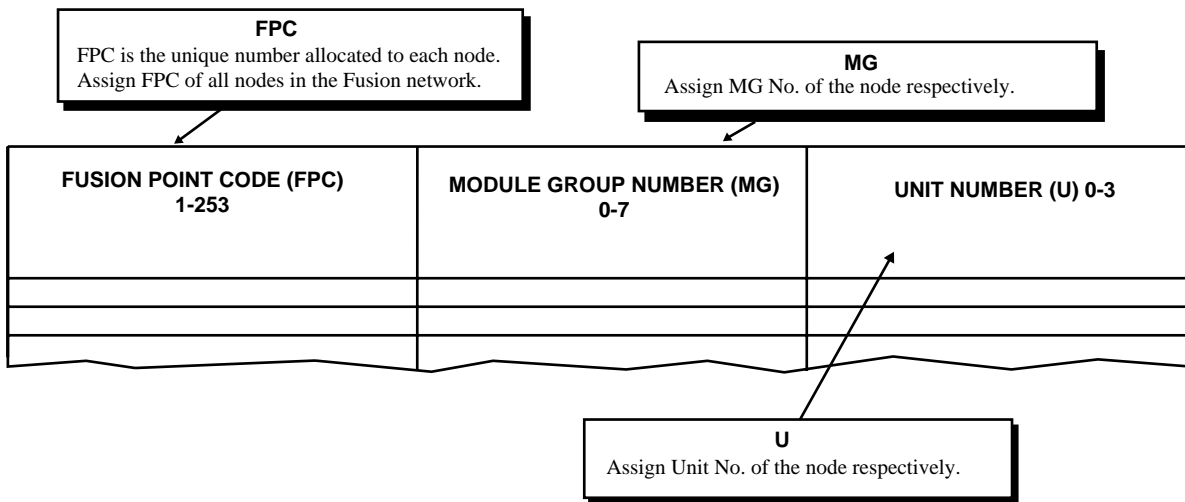 FPC
FPC is the unique number allocated to each node.
Assign FPC of all nodes in the Fusion network.
MG
Assign MG No. of the node respectively.
FUSION POINT CODE (FPC)
1-253
MODULE GROUP NUMBER (MG)
0-7
UNIT NUMBER (U) 0-3
U
Assign Unit No. of the node respectively.